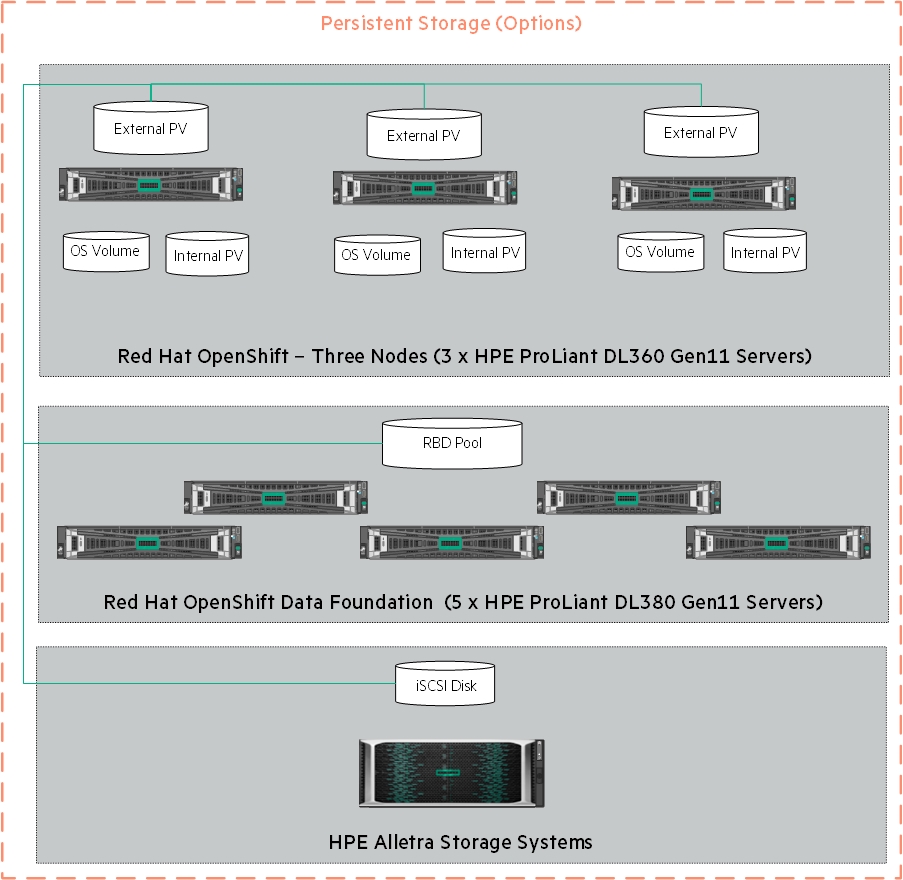 Persistent Storage (Options)
External PV
External PV
External PV
OS Volume
Internal PV
OS Volume
Internal PV
OS Volume
Internal PV
Red Hat OpenShift – Three Nodes (3 x HPE ProLiant DL360 Gen11 Servers)
RBD Pool
Red Hat OpenShift Data Foundation (5 x HPE ProLiant DL380 Gen11 Servers)
iSCSI Disk
HPE Alletra Storage Systems